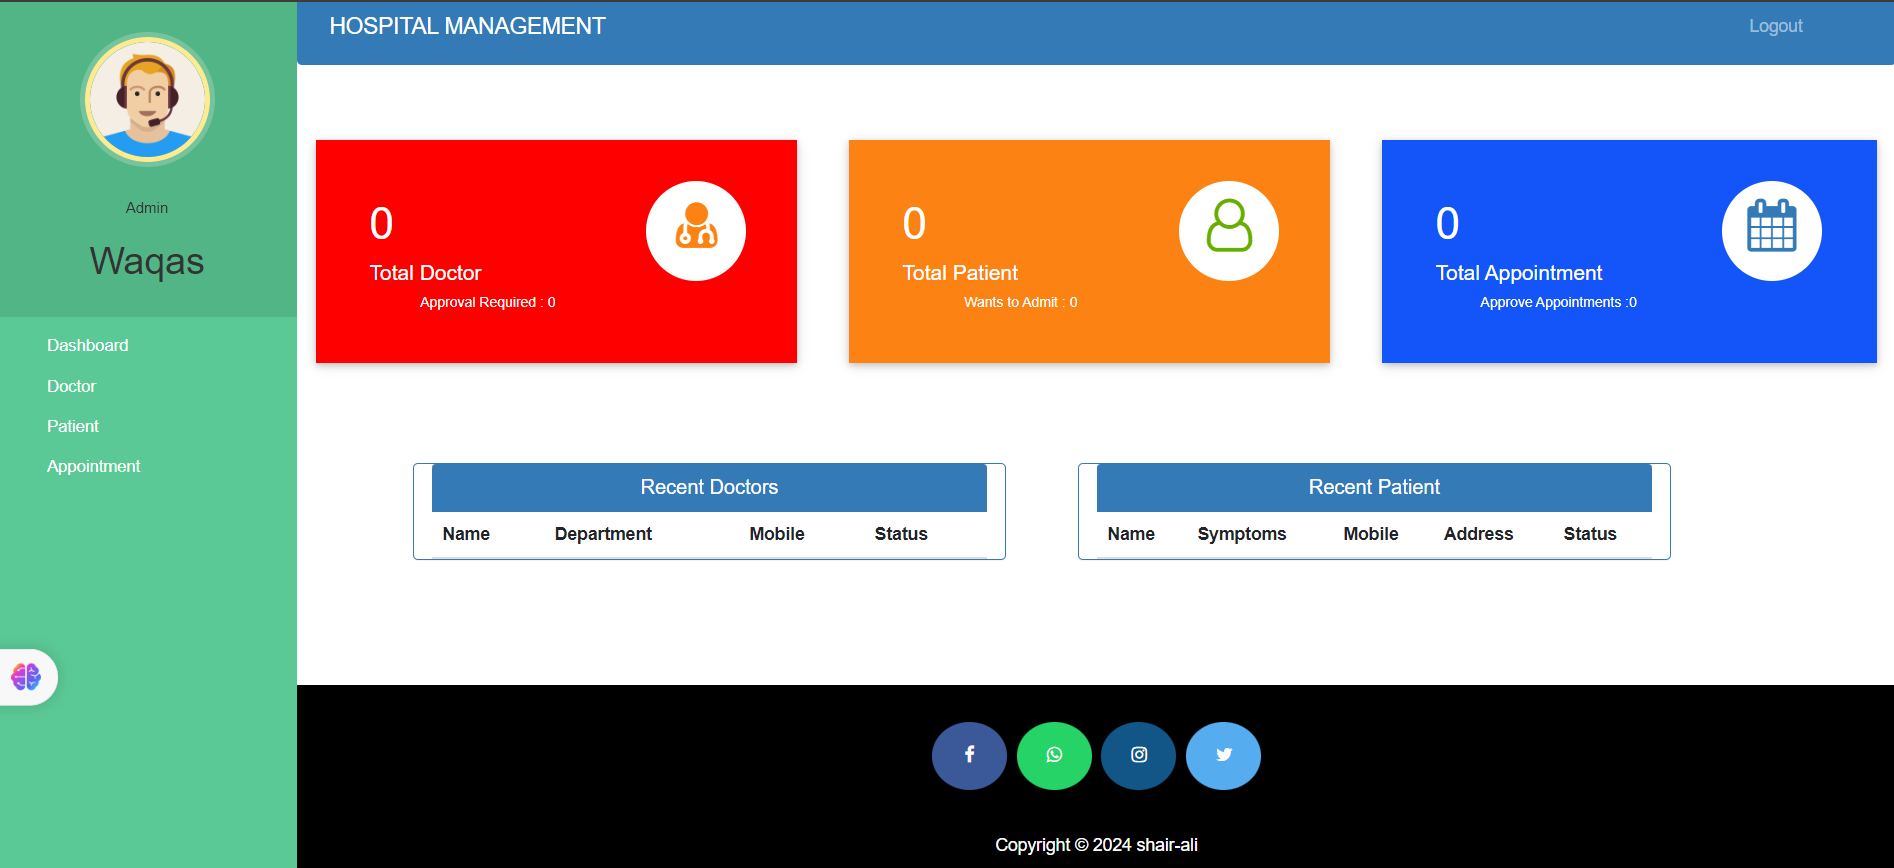 HOSPITAL MANAGEMENT
Logout
Admin
Waqas
Dashboard
Doctor
Patient
Appointment
0
Total Doctor
Approval Required : 0
0
Total Patient
Wants to Admit : 0
0
Total Appointment
Approve Appointments :0
Recent Doctors
Name Department Mobile Status
Recent Patient
Name Symptoms Mobile Address Status
Copyright © 2024 shair-ali